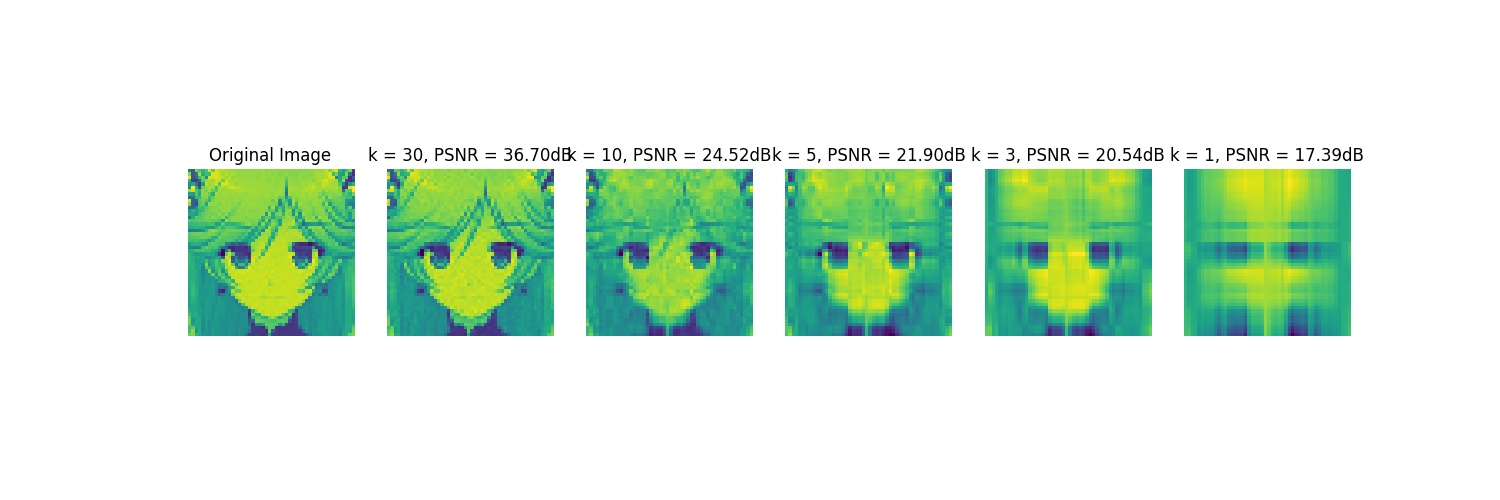 Original Image
k = 30, PSNR = 36.70dB
k = 10, PSNR = 24.52dB
k = 5, PSNR = 21.90dB
k = 3, PSNR = 20.54dB
k = 1, PSNR = 17.39dB